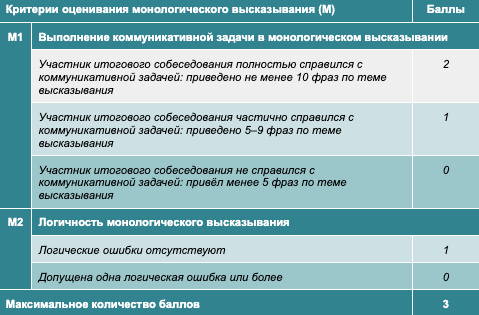 Критерии оценивания монологического высказывания (М) Баллы
М1 Выполнение коммуникативной задачи в монологическом высказывании
Участник итогового собеседования полностью справился с 2
коммуникативной задачей: приведено не менее 10 фраз по теме
высказывания
Участник итогового собеседования частично справился с 1
коммуникативной задачей: приведено 5–9 фраз по теме
высказывания
Участник итогового собеседования не справился с 0
коммуникативной задачей: привёл менее 5 фраз по теме
высказывания
М2 Логичность монологического высказывания
Логические ошибки отсутствуют 1
Допущена одна логическая ошибка или более 0
Максимальное количество баллов 3